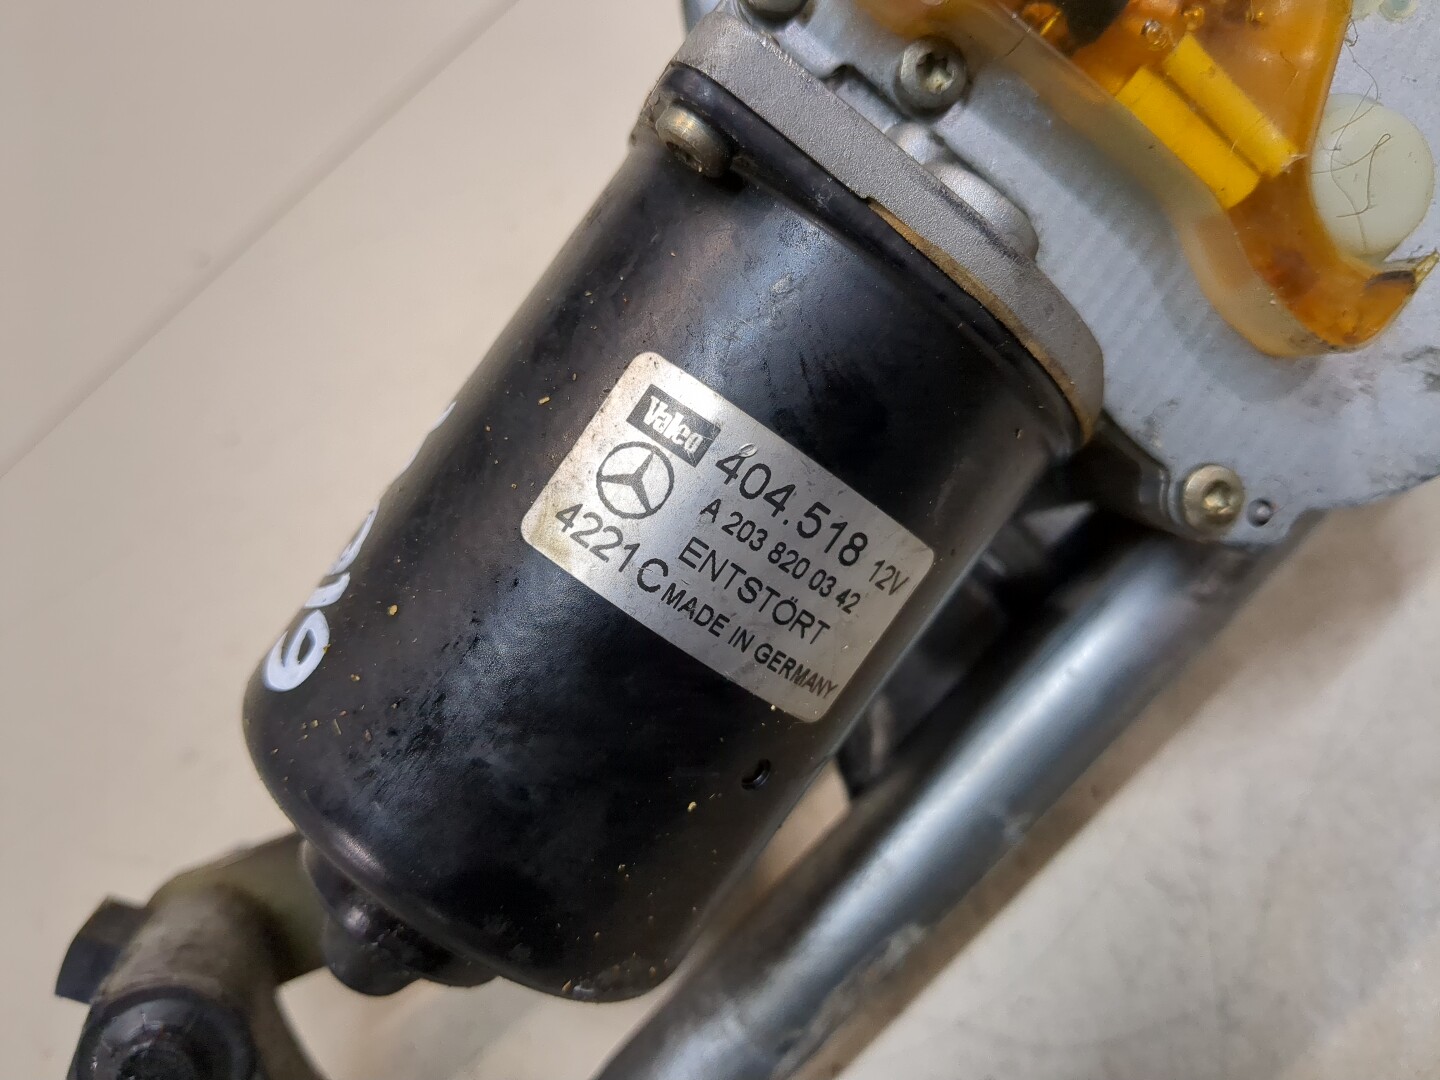 Valeo
404.518 12V
A 203 820 03 42
ENTSTÖRT
4221C MADE IN GERMANY